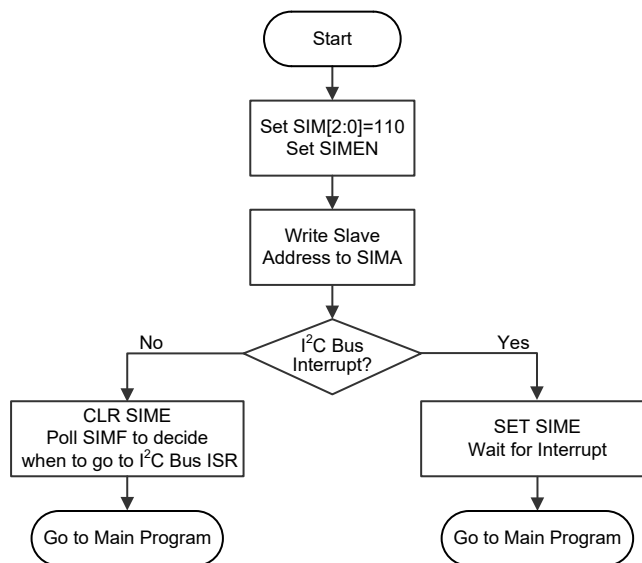 Start
Set SIM[2:0]=110
Set SIMEN
Write Slave
Address to SIMA
I²C Bus
Interrupt?
No
Yes
CLR SIME
Poll SIMF to decide
when to go to I²C Bus ISR
SET SIME
Wait for Interrupt
Go to Main Program
Go to Main Program